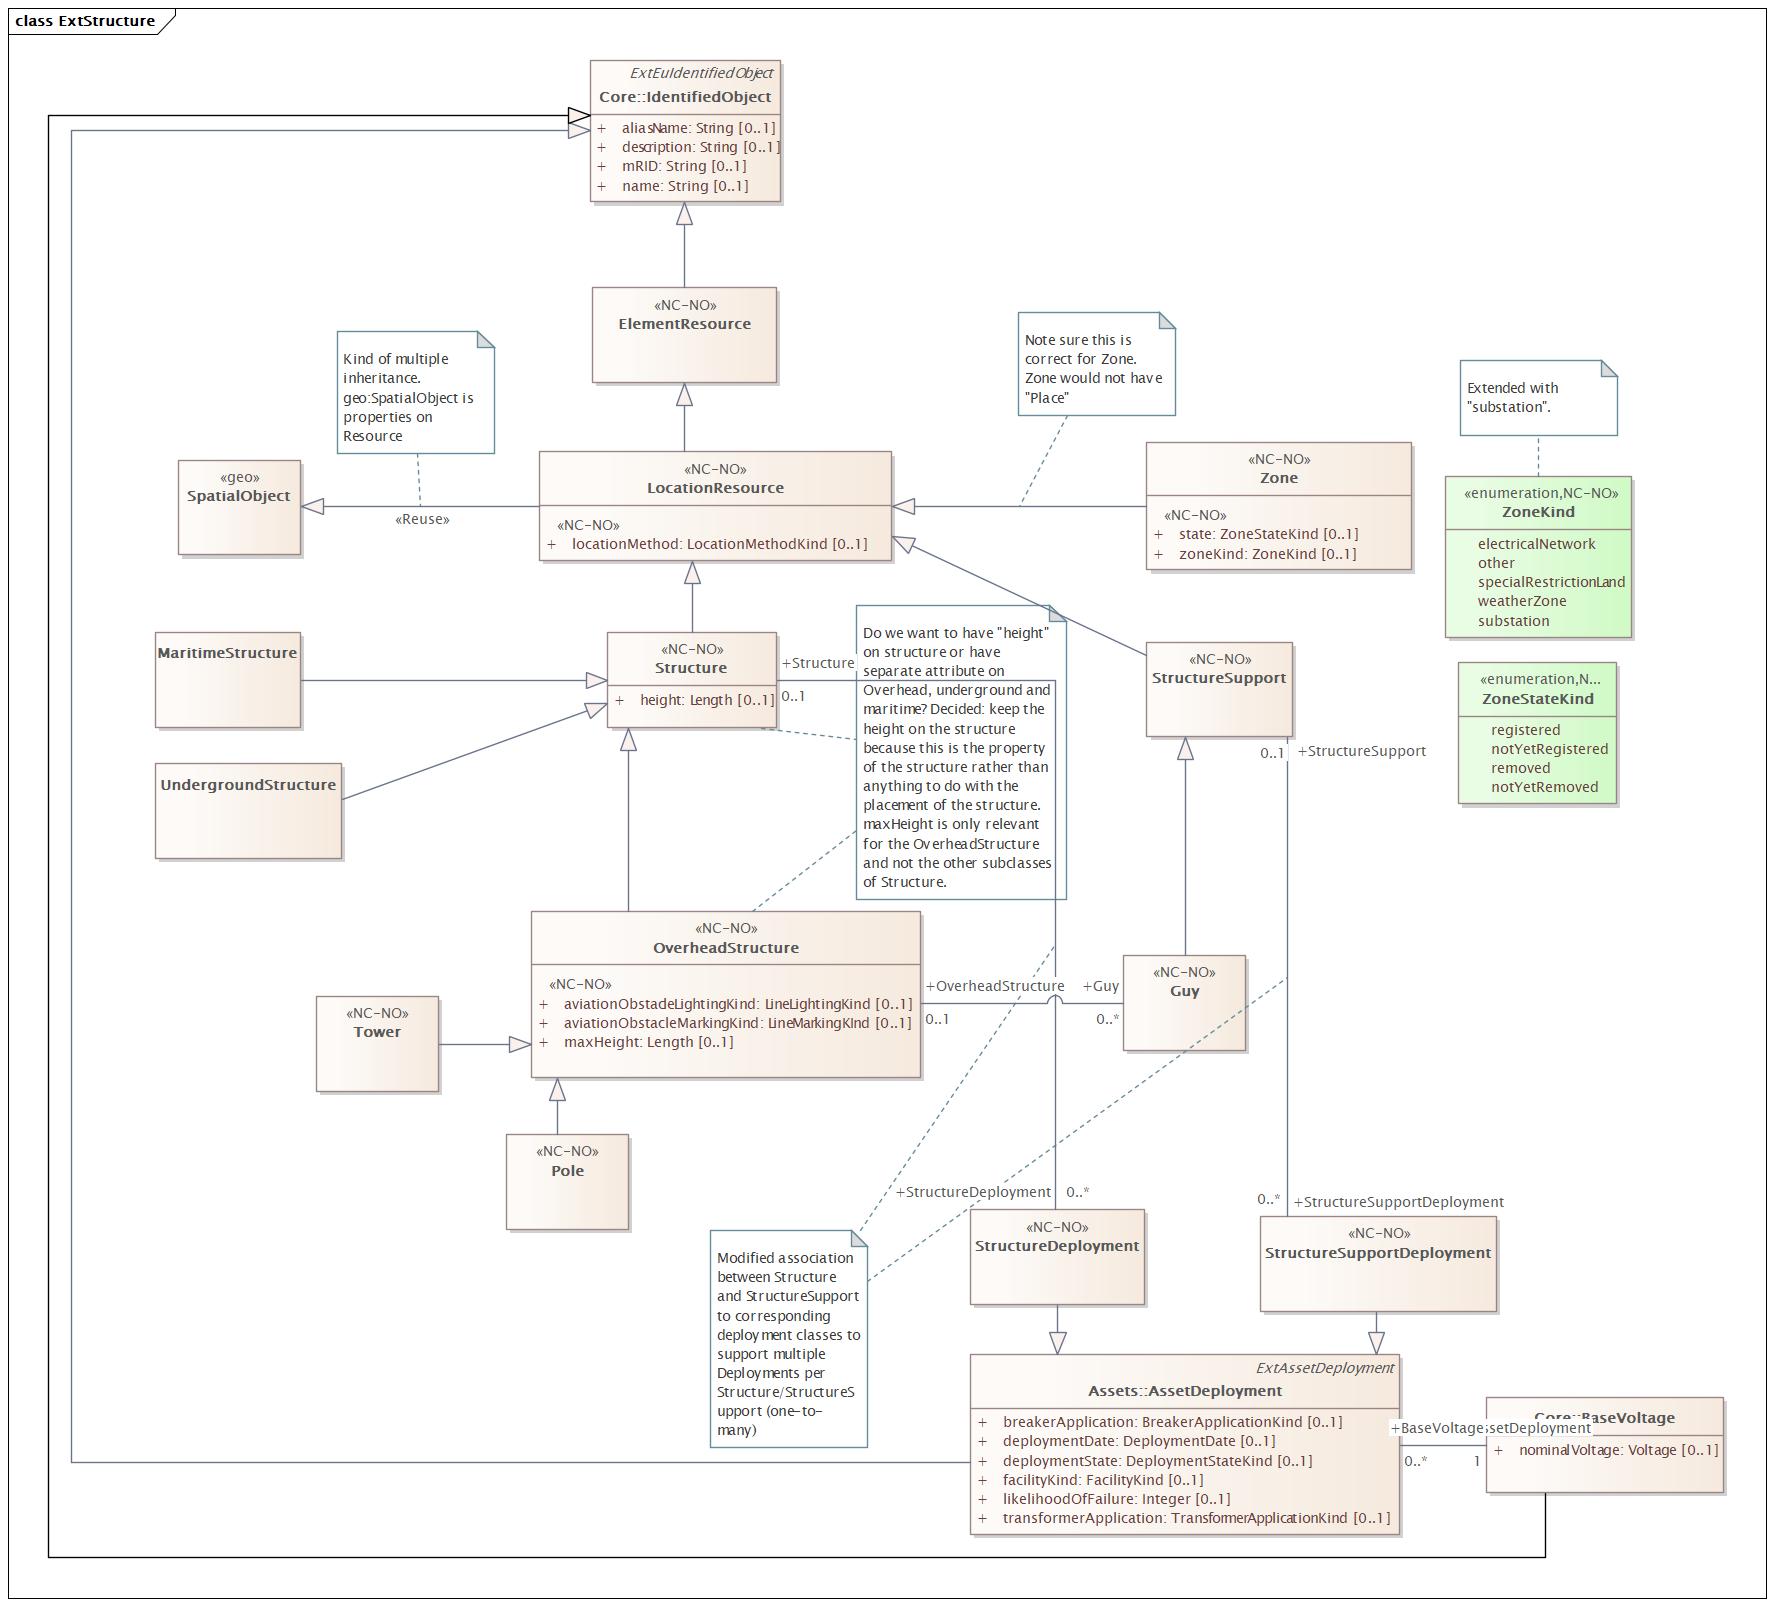 class ExtStructure
ExtEuIdentifiedObject
Core::IdentifiedObject
+ aliasName: String [0..1]
+ description: String [0..1]
+ mRID: String [0..1]
+ name: String [0..1]
«NC-NO»
ElementResource
Kind of multiple
inheritance.
geo:SpatialObject is
properties on
Resource
Note sure this is
correct for Zone.
Zone would not have
"Place"
Extended with
"substation".
«geo»
SpatialObject
«Reuse»
«NC-NO»
LocationResource
«NC-NO»
+ locationMethod: LocationMethodKind [0..1]
«NC-NO»
Zone
«NC-NO»
+ state: ZoneStateKind [0..1]
+ zoneKind: ZoneKind [0..1]
«enumeration,NC-NO»
ZoneKind
electricalNetwork
other
specialRestrictionLand
weatherZone
substation
MaritimeStructure
«NC-NO»
Structure
+ height: Length [0..1]
+Structure
0..1
Do we want to have "height"
on structure or have
separate attribute on
Overhead, underground and
maritime? Decided: keep the
height on the structure
because this is the property
of the structure rather than
anything to do with the
placement of the structure.
maxHeight is only relevant
for the OverheadStructure
and not the other subclasses
of Structure.
«NC-NO»
StructureSupport
0..1 +StructureSupport
«enumeration,N...
ZoneStateKind
registered
notYetRegistered
removed
notYetRemoved
UndergroundStructure
«NC-NO»
OverheadStructure
«NC-NO»
+ aviationObstacleLightingKind: LineLightingKind [0..1]
+ aviationObstacleMarkingKind: LineMarkingKInd [0..1]
+ maxHeight: Length [0..1]
+OverheadStructure
0..1
+Guy
0..*
«NC-NO»
Guy
«NC-NO»
Tower
«NC-NO»
Pole
+StructureDeployment 0..*
0..* +StructureSupportDeployment
Modified association
between Structure
and StructureSupport
to corresponding
deployment classes to
support multiple
Deployments per
Structure/StructureS
upport (one-to-
many)
«NC-NO»
StructureDeployment
«NC-NO»
StructureSupportDeployment
ExtAssetDeployment
Assets::AssetDeployment
+ breakerApplication: BreakerApplicationKind [0..1]
+ deploymentDate: DeploymentDate [0..1]
+ deploymentState: DeploymentStateKind [0..1]
+ facilityKind: FacilityKind [0..1]
+ likelihoodOfFailure: Integer [0..1]
+ transformerApplication: TransformerApplicationKind [0..1]
+BaseVoltage
0..* 1
Core::BaseVoltage
+ nominalVoltage: Voltage [0..1]